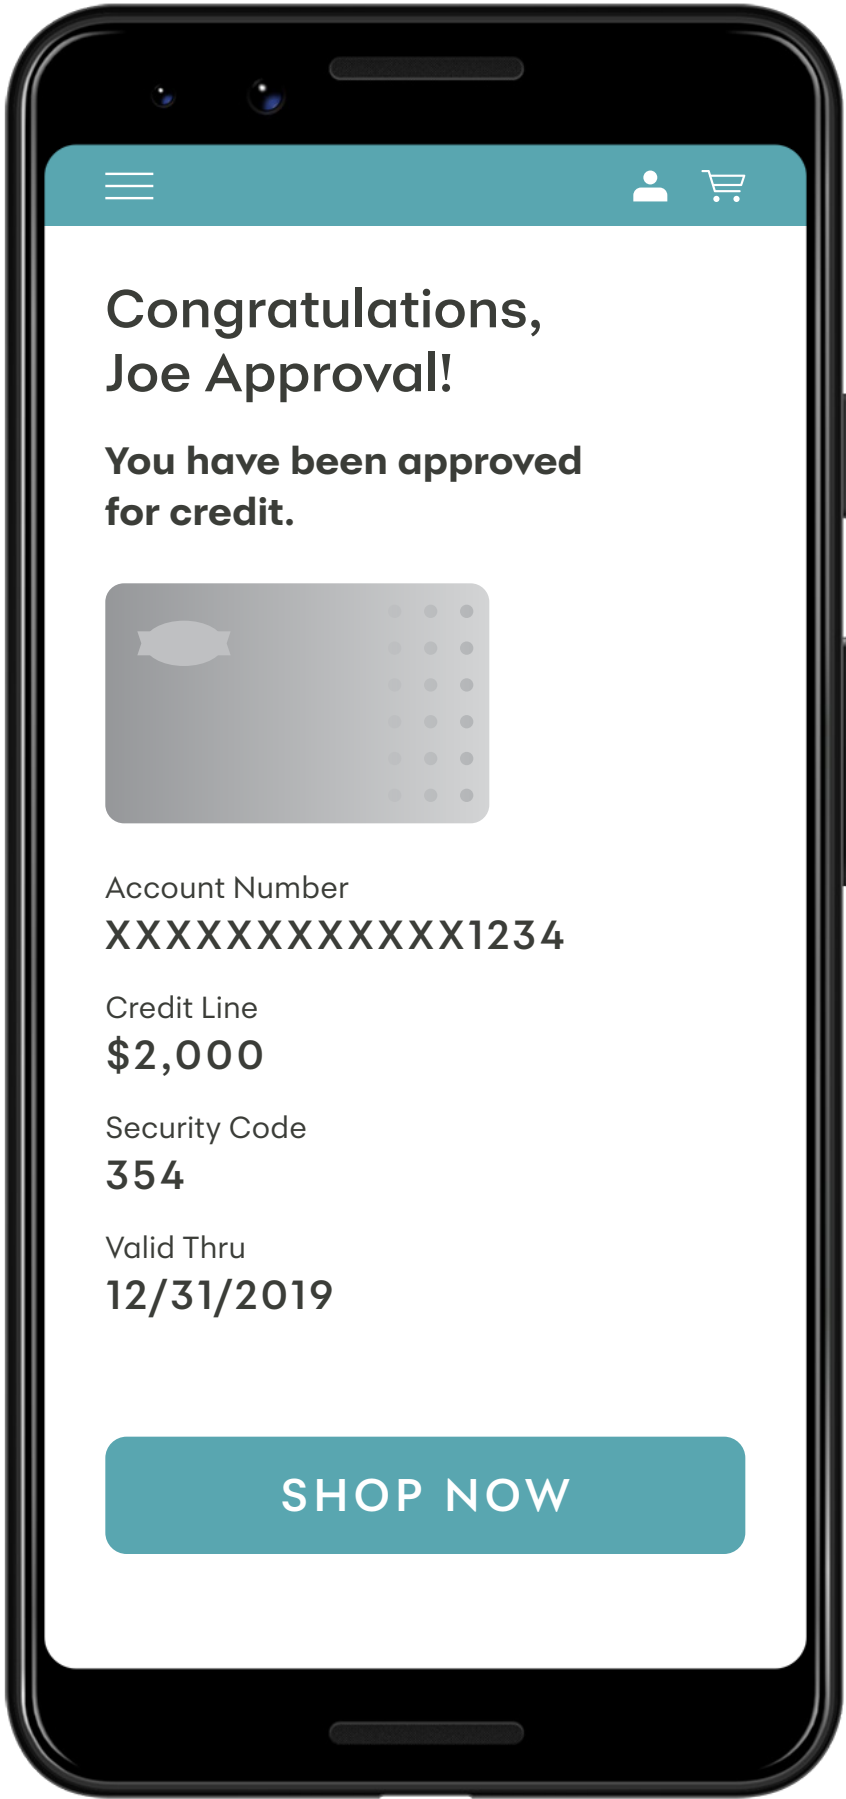 Congratulations,
Joe Approval!
You have been approved
for credit.
Account Number
XXXXXXXXXXXX1234
Credit Line
$2,000
Security Code
354
Valid Thru
12/31/2019
SHOP NOW